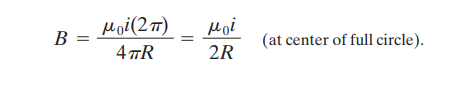 B = μ₀i(2π)/4πR = μ₀i/2R (at center of full circle).